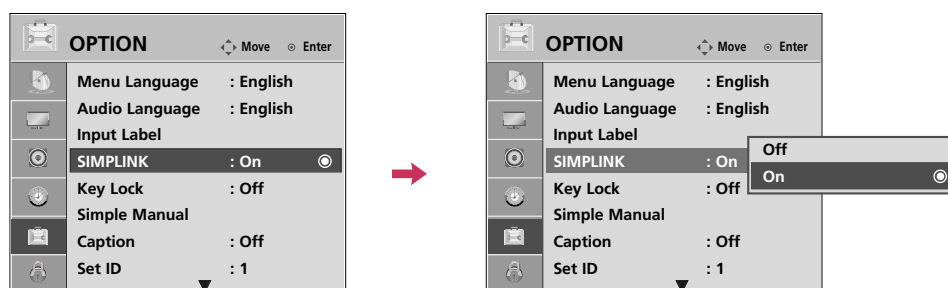 OPTION Move Enter
Menu Language : English
Audio Language : English
Input Label
SIMPLINK : On
Key Lock : Off
Simple Manual
Caption : Off
Set ID : 1
OPTION Move Enter
Menu Language : English
Audio Language : English
Input Label
SIMPLINK : On
Key Lock : Off
Simple Manual
Caption : Off
Set ID : 1
Off
On